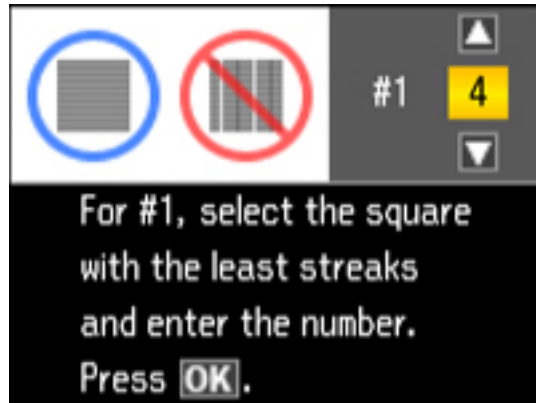 #1 4
For #1, select the square
with the least streaks
and enter the number.
Press OK.